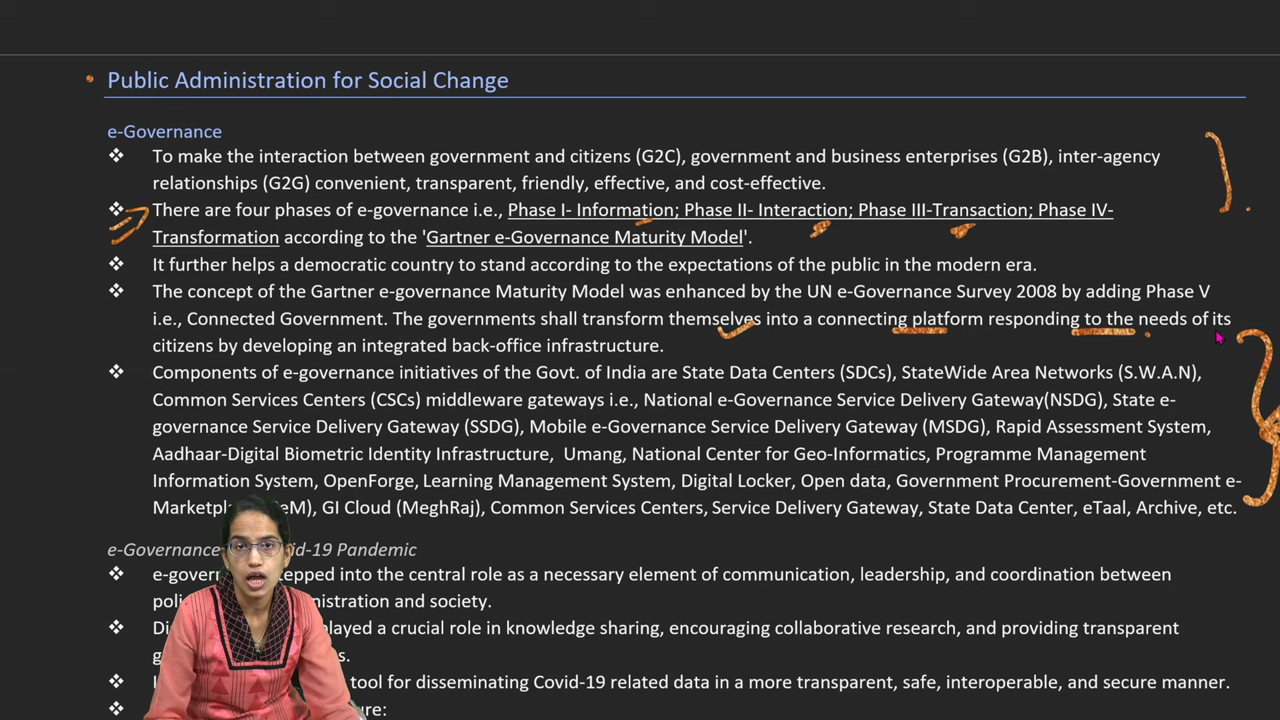 Public Administration for Social Change
e-Governance
❖ To make the interaction between government and citizens (G2C), government and business enterprises (G2B), inter-agency
relationships (G2G) convenient, transparent, friendly, effective, and cost-effective.
❖ There are four phases of e-governance i.e., Phase I- Information; Phase II- Interaction; Phase III-Transaction; Phase IV-
Transformation according to the 'Gartner e-Governance Maturity Model'.
❖ It further helps a democratic country to stand according to the expectations of the public in the modern era.
❖ The concept of the Gartner e-governance Maturity Model was enhanced by the UN e-Governance Survey 2008 by adding Phase V
i.e., Connected Government. The governments shall transform themselves into a connecting platform responding to the needs of its
citizens by developing an integrated back-office infrastructure.
❖ Components of e-governance initiatives of the Govt. of India are State Data Centers (SDCs), StateWide Area Networks (S.W.A.N),
Common Services Centers (CSCs) middleware gateways i.e., National e-Governance Service Delivery Gateway(NSDG), State e-
governance Service Delivery Gateway (SSDG), Mobile e-Governance Service Delivery Gateway (MSDG), Rapid Assessment System,
Aadhaar-Digital Biometric Identity Infrastructure, Umang, National Center for Geo-Informatics, Programme Management
Information System, OpenForge, Learning Management System, Digital Locker, Open data, Government Procurement-Government e-
GI Cloud (MeghRaj), Common Services Centers, Service Delivery Gateway, State Data Center, eTaal, Archive, etc.
e-Governance Pandemic
❖ stepped into the central role as a necessary element of communication, leadership, and coordination between
and society.
❖ played a crucial role in knowledge sharing, encouraging collaborative research, and providing transparent
❖ tool for disseminating Covid-19 related data in a more transparent, safe, interoperable, and secure manner.
❖